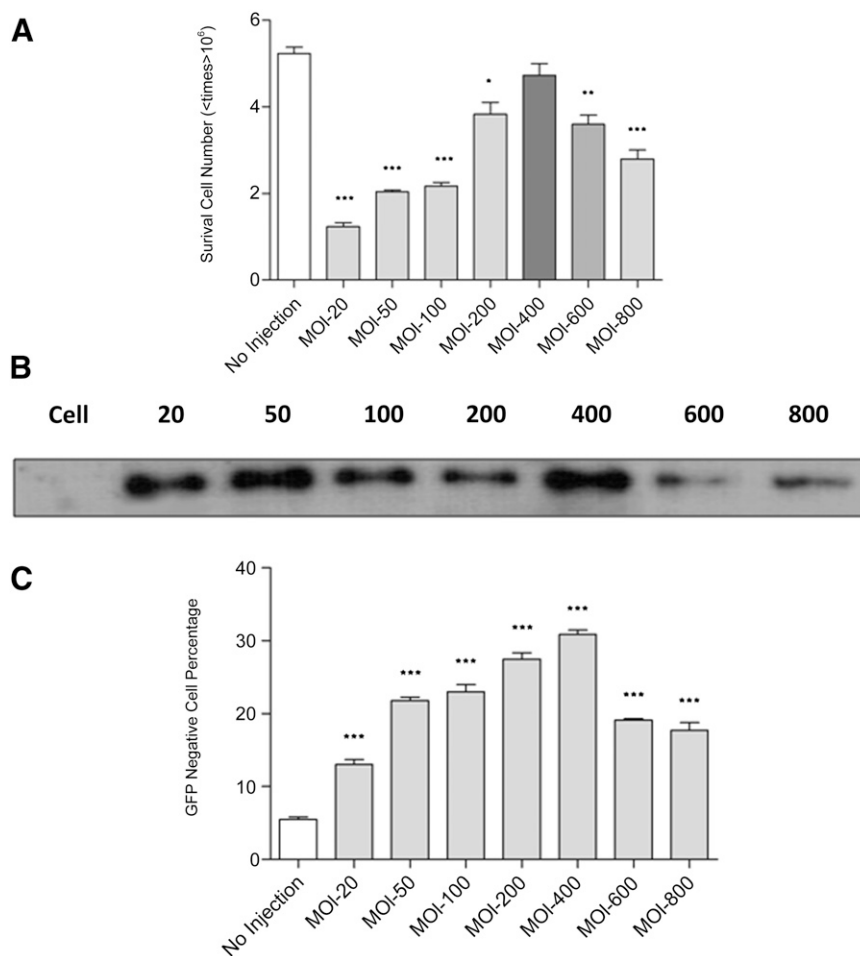 A
Surival Cell Number (<times>10⁶)
6
4
2
0
***
***
***
*
**
***
No Injection
MOI-20
MOI-50
MOI-100
MOI-200
MOI-400
MOI-600
MOI-800
B
Cell 20 50 100 200 400 600 800
C
GFP Negative Cell Percentage
40
30
20
10
0
***
***
***
***
***
***
***
No Injection
MOI-20
MOI-50
MOI-100
MOI-200
MOI-400
MOI-600
MOI-800